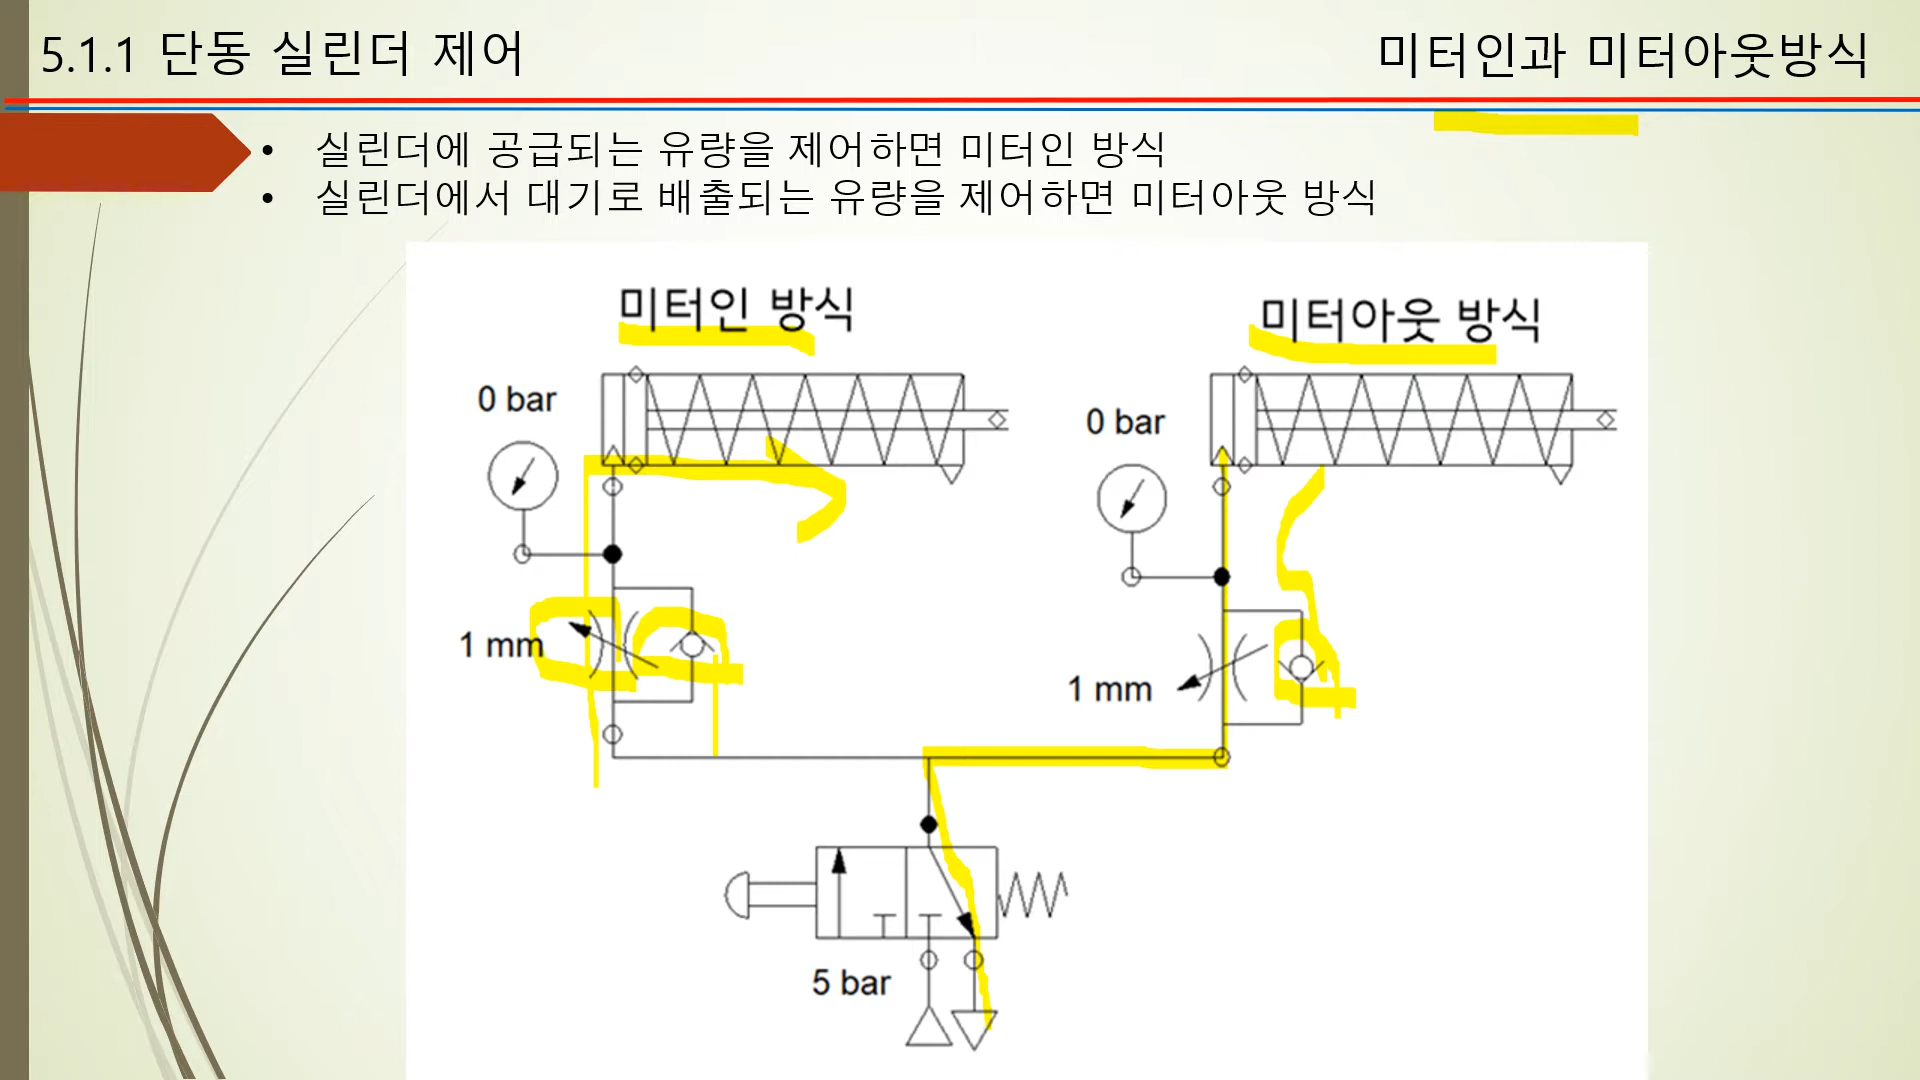 5.1.1 단동 실린더 제어
미터인과 미터아웃방식
• 실린더에 공급되는 유량을 제어하면 미터인 방식
• 실린더에서 대기로 배출되는 유량을 제어하면 미터아웃 방식
미터인 방식
미터아웃 방식
0 bar
0 bar
1 mm
1 mm
5 bar